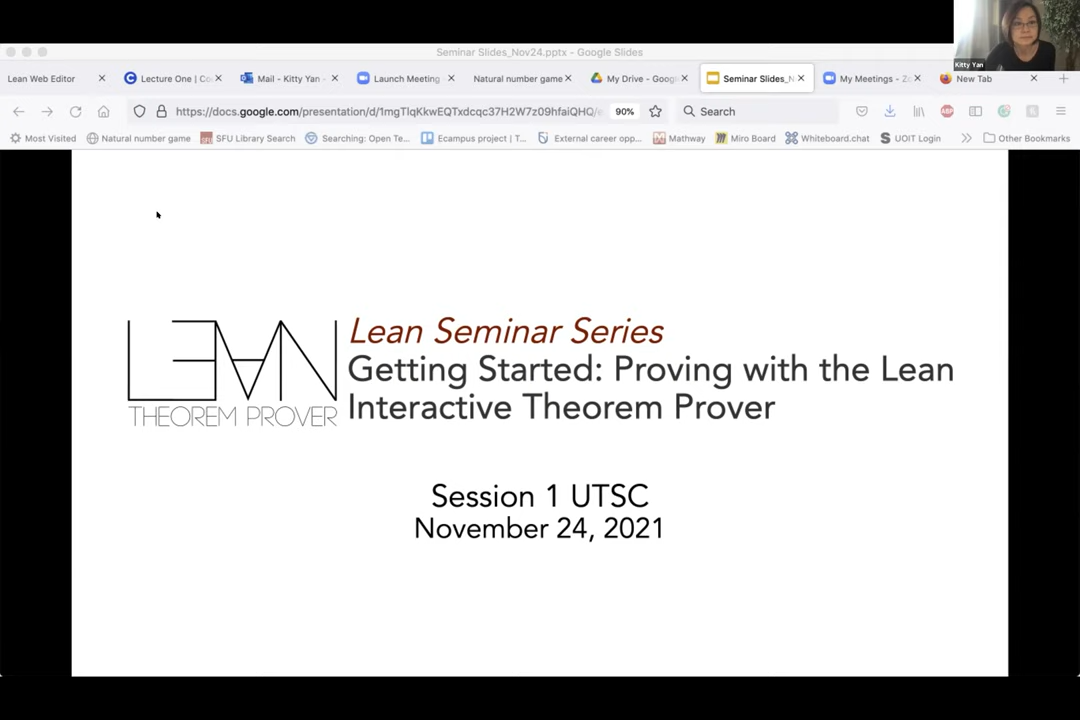 Seminar Slides_Nov24.pptx - Google Slides
Kitty Yan
Lean Web Editor
Lecture One | Co
Mail - Kitty Yan -
Launch Meeting
Natural number game
My Drive - Googl
Seminar Slides_N
My Meetings - Z
New Tab
https://docs.google.com/presentation/d/1mgTlqKkwEQTxdcqc37H2W7z09hfaiQHQ/e
90%
Search
Most Visited
Natural number game
SFU Library Search
Searching: Open Te...
Ecampus project | T...
External career opp...
Mathway
Miro Board
Whiteboard.chat
UOIT Login
Other Bookmarks
L∃∀N
THEOREM PROVER
Lean Seminar Series
Getting Started: Proving with the Lean
Interactive Theorem Prover
Session 1 UTSC
November 24, 2021